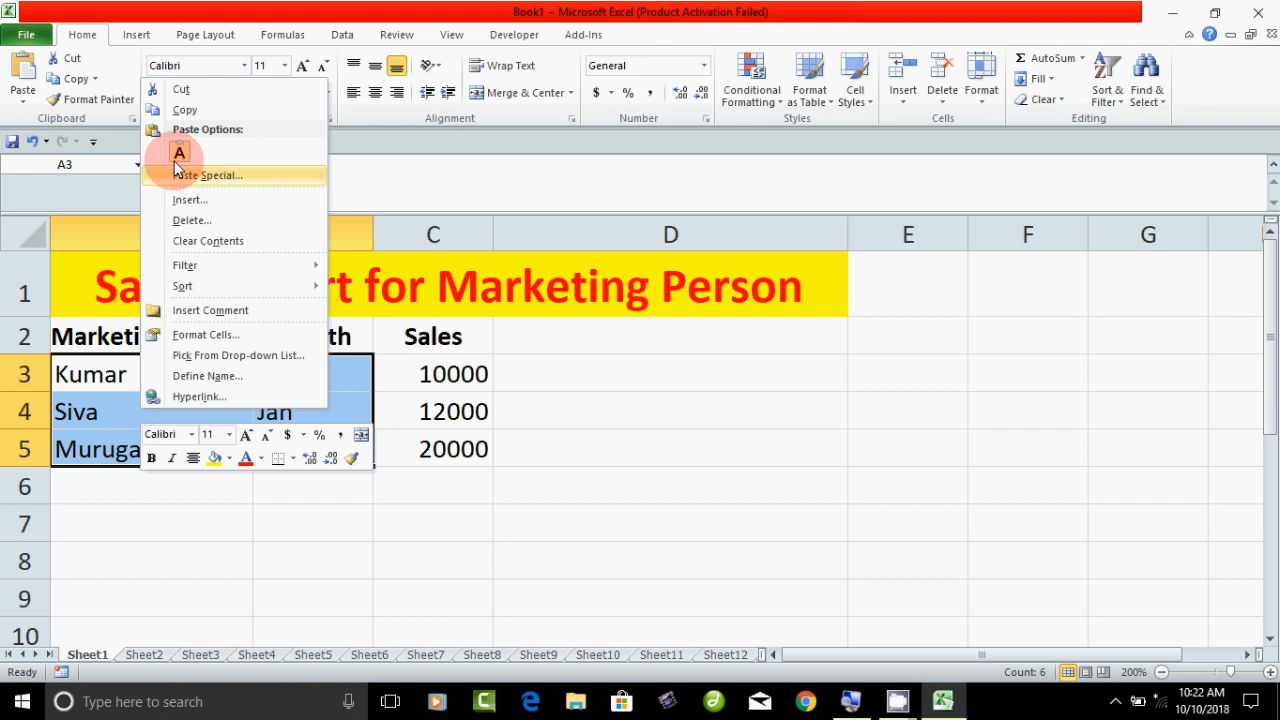 Book1 - Microsoft Excel (Product Activation Failed)
File Home Insert Page Layout Formulas Data Review View Developer Add-Ins
Paste
Cut
Copy
Format Painter
Clipboard
Calibri 11
Wrap Text
Merge & Center
Alignment
General
$ % ,
Number
Conditional Formatting
Format as Table
Cell Styles
Styles
Insert Delete Format
Cells
AutoSum
Fill
Clear
Sort & Filter
Find & Select
Editing
A3
Cut
Copy
Paste Options:
A
Paste Special...
Insert...
Delete...
Clear Contents
Filter
Sort
Insert Comment
Format Cells...
Pick From Drop-down List...
Define Name...
Hyperlink...
Calibri 11 A A $ % ,
B I A
C D E F G
1 Sa rt for Marketing Person
2 Marketi th Sales
3 Kumar 10000
4 Siva Jan 12000
5 Muruga 20000
6
7
8
9
10
Sheet1 Sheet2 Sheet3 Sheet4 Sheet5 Sheet6 Sheet7 Sheet8 Sheet9 Sheet10 Sheet11 Sheet12
Ready Count: 6 200%
Type here to search
10:22 AM
10/10/2018